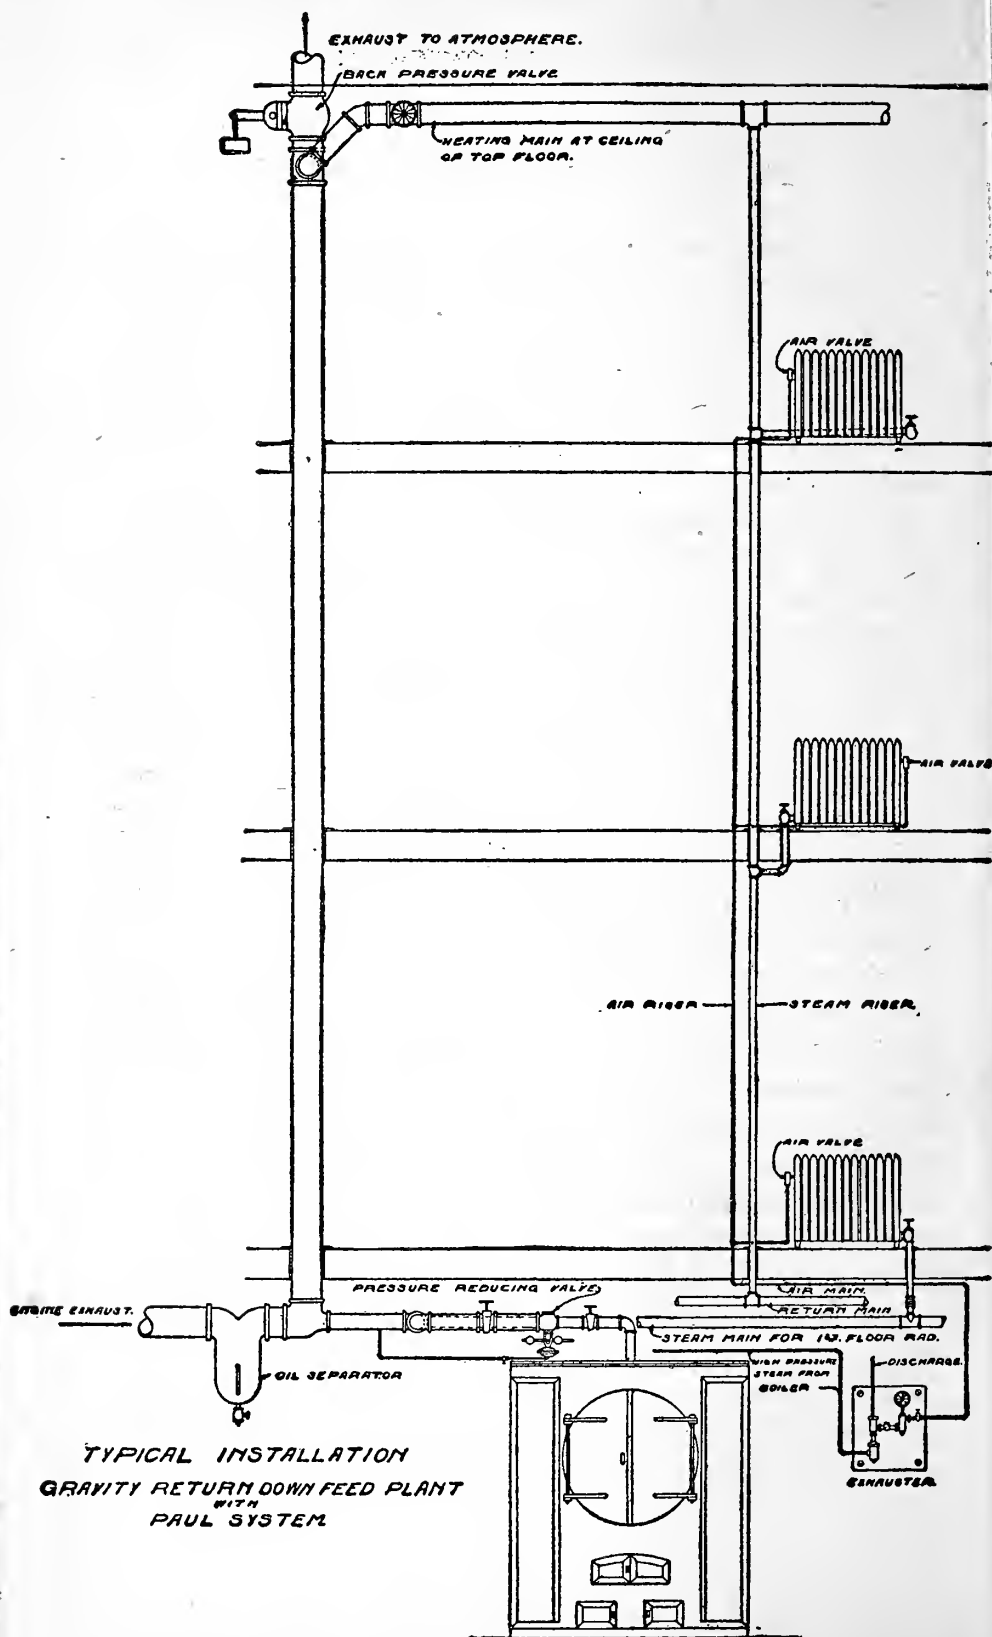 EXHAUST TO ATMOSPHERE.
BACK PRESSURE VALVE
HEATING MAIN AT CEILING
OF TOP FLOOR.
AIR VALVE
AIR VALVE
AIR RISER
STEAM RISER.
AIR VALVE
PRESSURE REDUCING VALVE
AIR MAIN.
RETURN MAIN
ENGINE EXHAUST.
STEAM MAIN FOR 1ST. FLOOR RAD.
HIGH PRESSURE
STEAM FROM
BOILER
DISCHARGE.
OIL SEPARATOR
EXHAUSTER.
TYPICAL INSTALLATION
GRAVITY RETURN DOWN FEED PLANT
WITH
PAUL SYSTEM